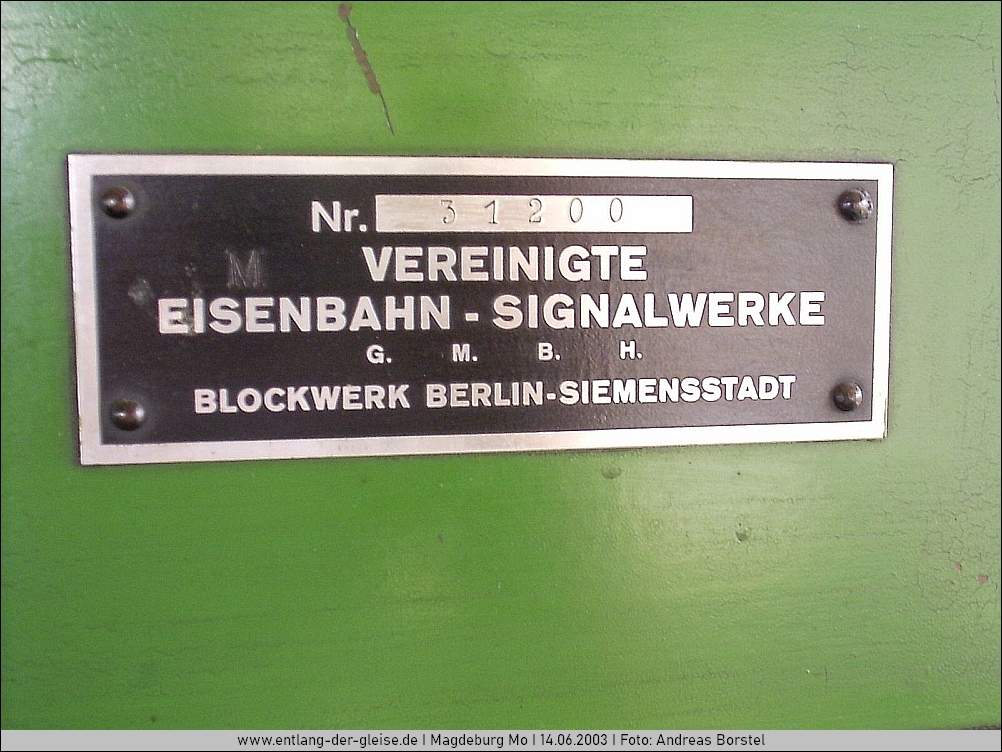 Nr. 31200
M
VEREINIGTE
EISENBAHN - SIGNALWERKE
G. M. B. H.
BLOCKWERK BERLIN-SIEMENSSTADT
www.entlang-der-gleise.de | Magdeburg Mo | 14.06.2003 | Foto: Andreas Borstel